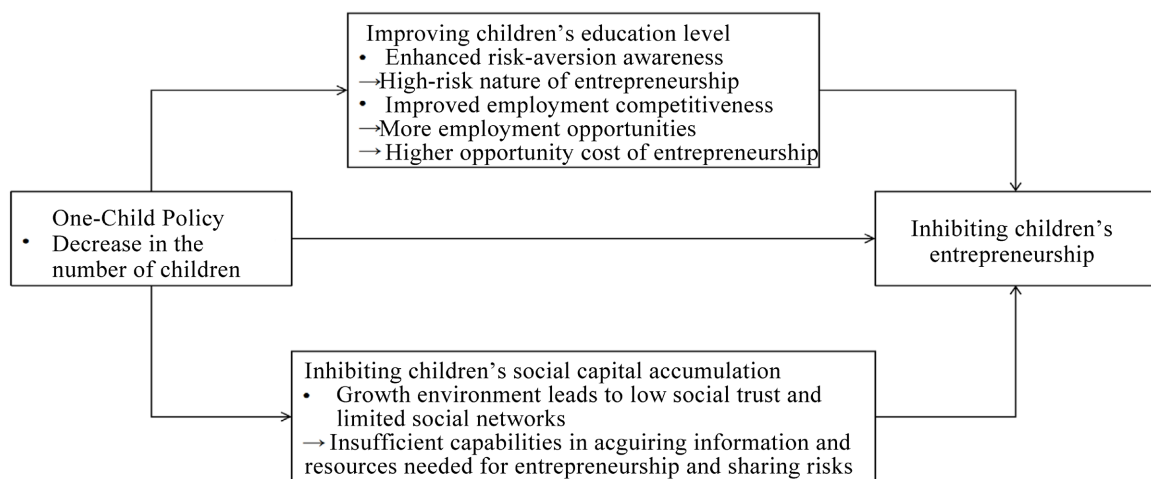 Improving children’s education level
• Enhanced risk-aversion awareness
→High-risk nature of entrepreneurship
• Improved employment competitiveness
→More employment opportunities
→ Higher opportunity cost of entrepreneurship
One-Child Policy
• Decrease in the
number of children
Inhibiting children’s
entrepreneurship
Inhibiting children’s social capital accumulation
• Growth environment leads to low social trust and
limited social networks
→ Insufficient capabilities in acguiring information and
resources needed for entrepreneurship and sharing risks